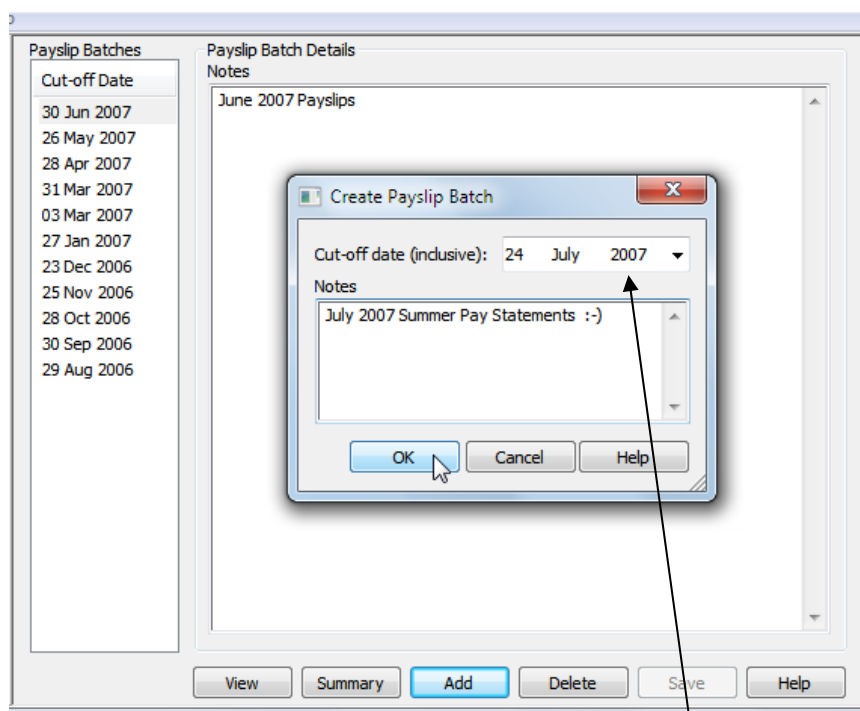 Payslip Batches
Cut-off Date
30 Jun 2007
26 May 2007
28 Apr 2007
31 Mar 2007
03 Mar 2007
27 Jan 2007
23 Dec 2006
25 Nov 2006
28 Oct 2006
30 Sep 2006
29 Aug 2006
Payslip Batch Details
Notes
June 2007 Payslips
Create Payslip Batch
Cut-off date (inclusive): 24 July 2007
Notes
July 2007 Summer Pay Statements :-)
OK Cancel Help
View Summary Add Delete Save Help